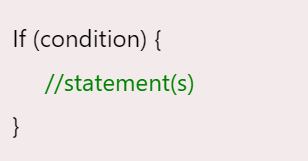 If (condition) {
//statement(s)
}